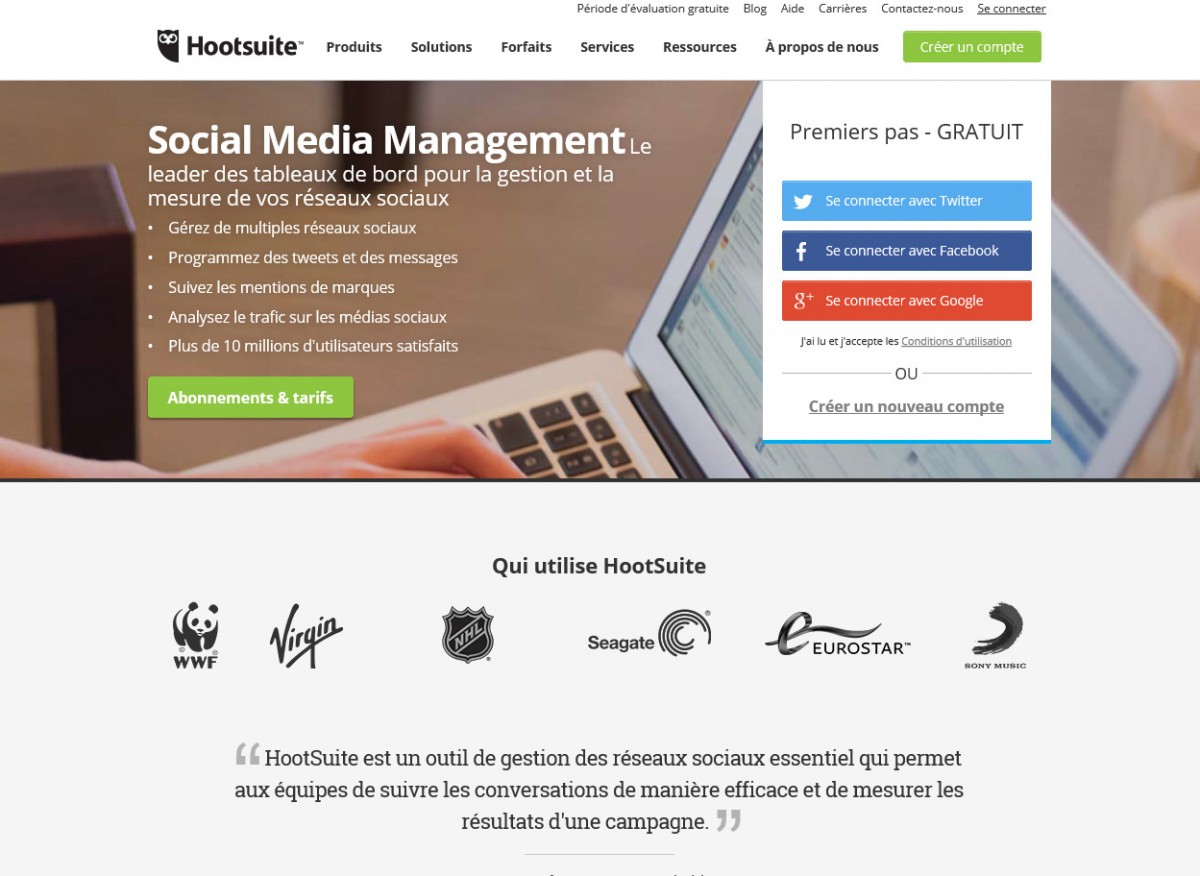 Période d'évaluation gratuite Blog Aide Carrières Contactez-nous Se connecter
Hootsuite™ Produits Solutions Forfaits Services Ressources À propos de nous Créer un compte
Social Media Management Le
leader des tableaux de bord pour la gestion et la
mesure de vos réseaux sociaux
• Gérez de multiples réseaux sociaux
• Programmez des tweets et des messages
• Suivez les mentions de marques
• Analysez le trafic sur les médias sociaux
• Plus de 10 millions d'utilisateurs satisfaits
Abonnements & tarifs
Premiers pas - GRATUIT
Se connecter avec Twitter
f Se connecter avec Facebook
g+ Se connecter avec Google
J'ai lu et j'accepte les Conditions d'utilisation
OU
Créer un nouveau compte
Qui utilise HootSuite
WWF Virgin NHL Seagate EUROSTAR™ SONY MUSIC
“ HootSuite est un outil de gestion des réseaux sociaux essentiel qui permet
aux équipes de suivre les conversations de manière efficace et de mesurer les
résultats d'une campagne. ”